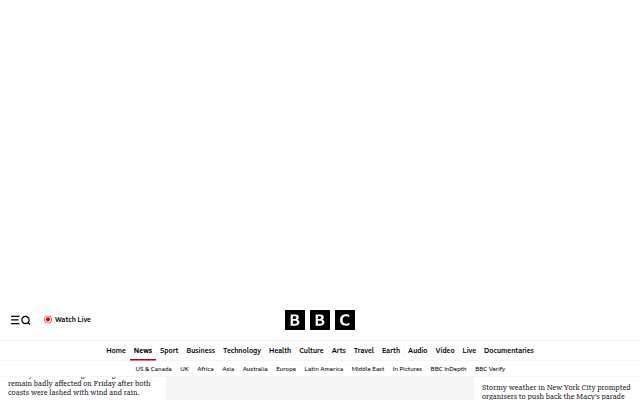 Watch Live
BBC
Home News Sport Business Technology Health Culture Arts Travel Earth Audio Video Live Documentaries
US & Canada UK Africa Asia Australia Europe Latin America Middle East In Pictures BBC InDepth BBC Verify
remain badly affected on Friday after both
coasts were lashed with wind and rain.
Stormy weather in New York City prompted
organisers to push back the Macy's parade